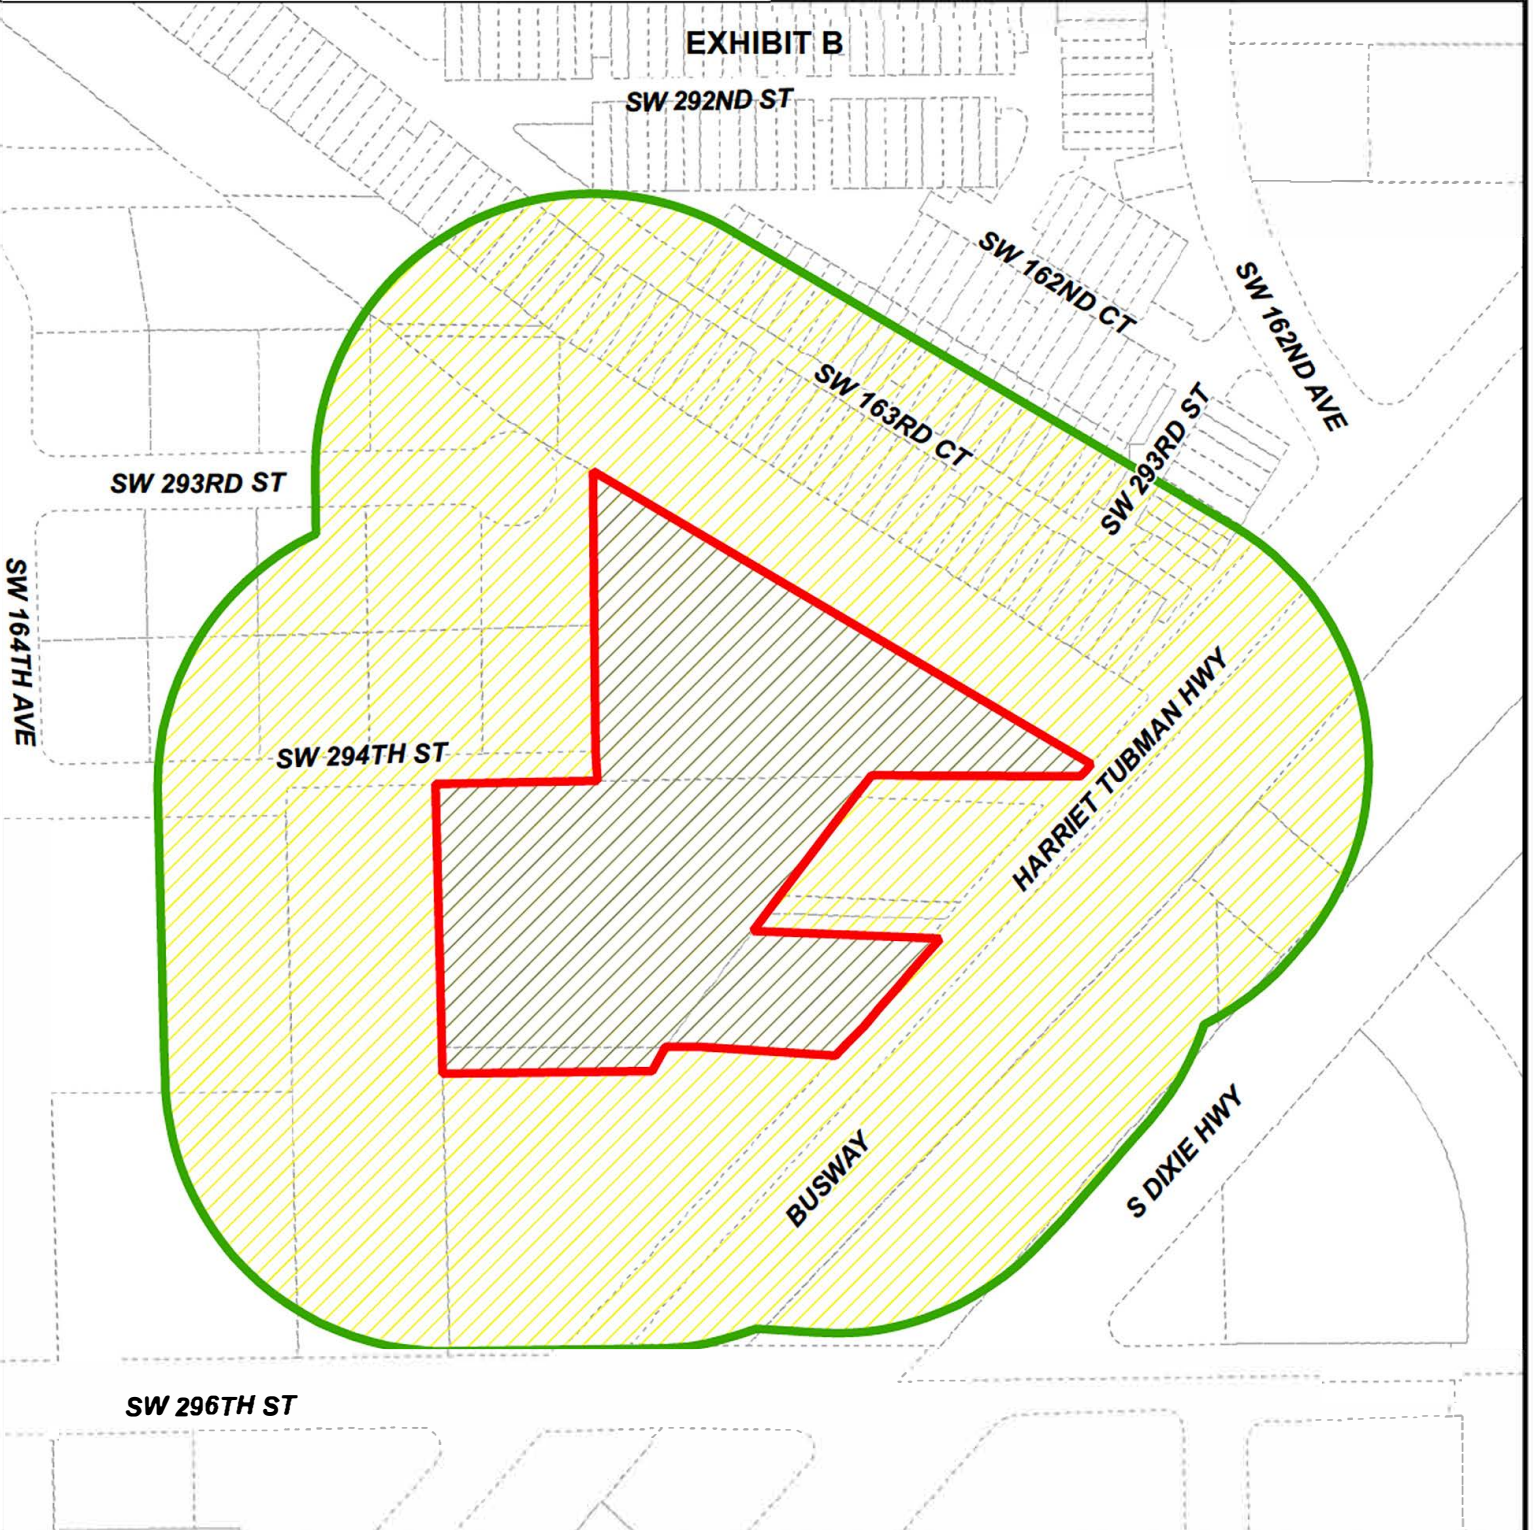 EXHIBIT B
SW 292ND ST
SW 162ND CT
SW 162ND AVE
SW 163RD CT
SW 293RD ST
SW 293RD ST
SW 164TH AVE
SW 294TH ST
HARRIET TUBMAN HWY
BUSWAY
S DIXIE HWY
SW 296TH ST